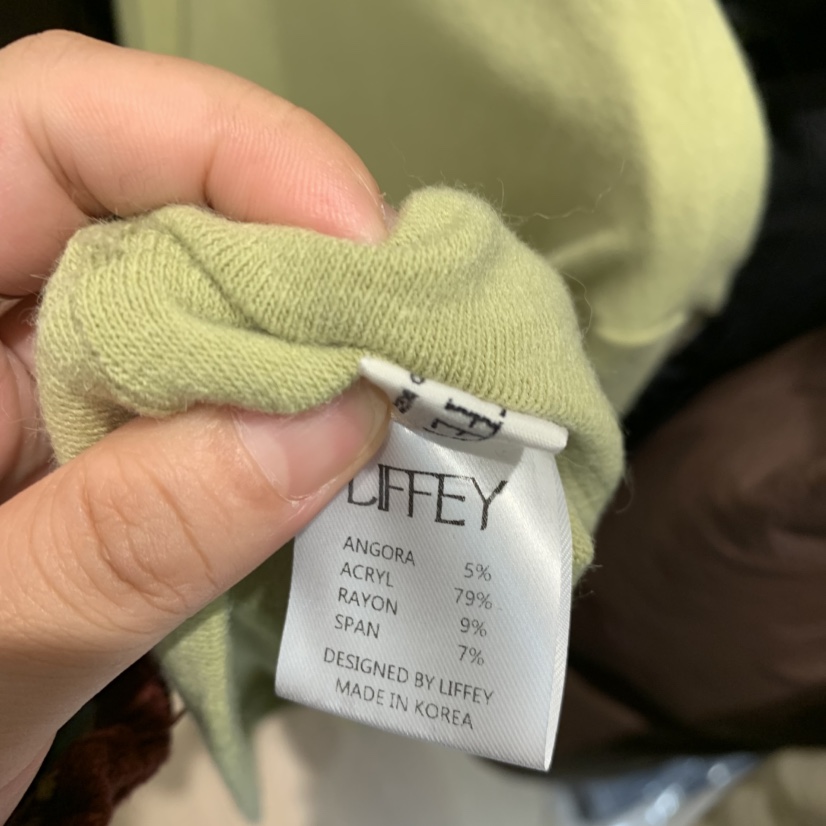 LIFFEY
ANGORA 5%
ACRYL 79%
RAYON 9%
SPAN 7%
DESIGNED BY LIFFEY
MADE IN KOREA